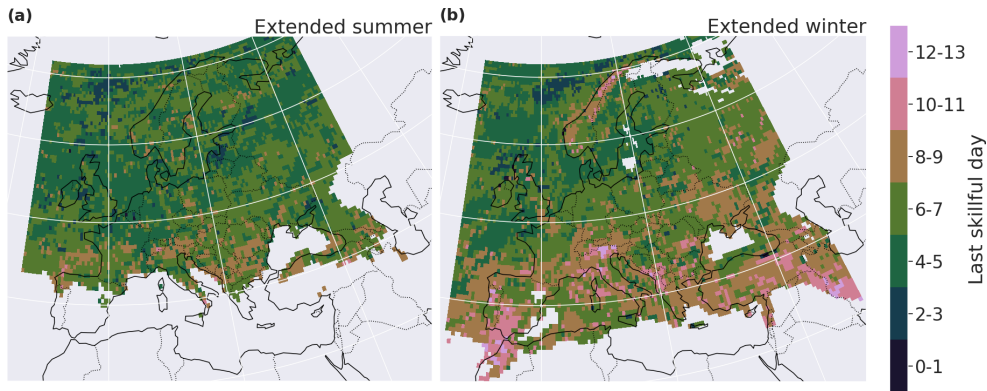 (a)
Extended summer
(b)
Extended winter
12-13
10-11
8-9
6-7
4-5
2-3
0-1
Last skillful day